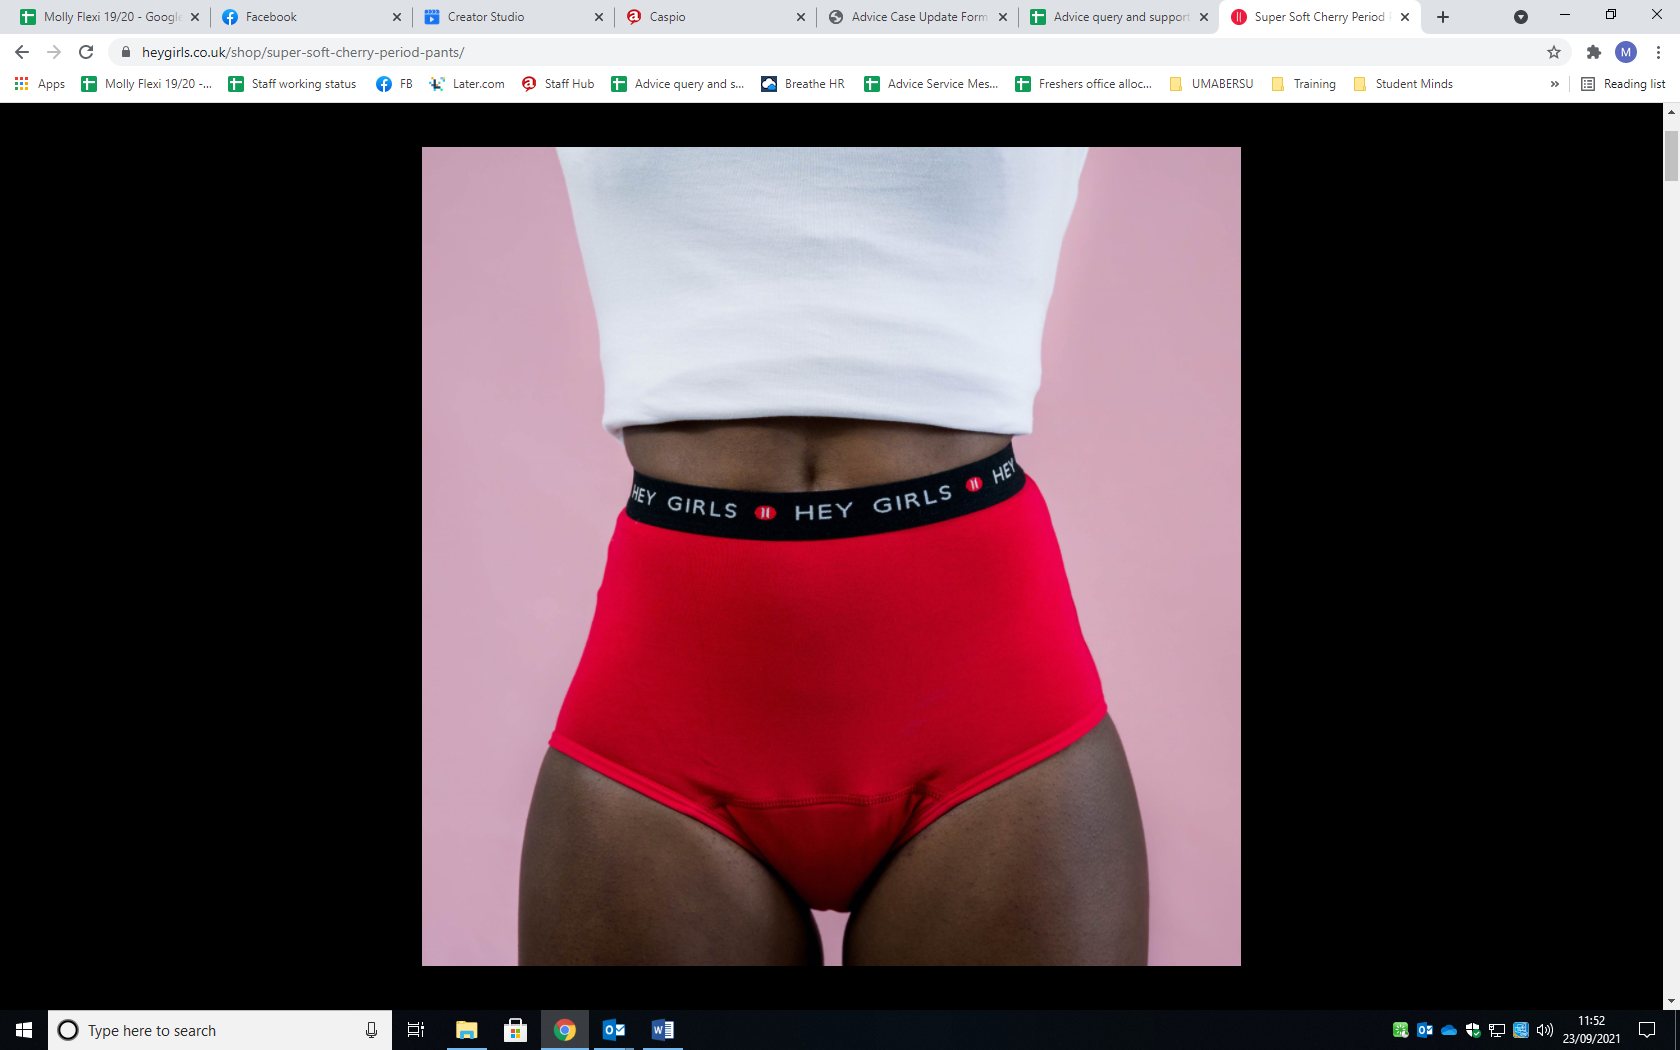 Molly Flexi 19/20 - Google
Facebook
Creator Studio
Caspio
Advice Case Update Form
Advice query and support
Super Soft Cherry Period
heygirls.co.uk/shop/super-soft-cherry-period-pants/
M
Apps
Molly Flexi 19/20 -...
Staff working status
FB
Later.com
Staff Hub
Advice query and s...
Breathe HR
Advice Service Mes...
Freshers office alloc...
UMABERSU
Training
Student Minds
»
Reading list
HEY GIRLS HEY GIRLS HEY
Type here to search
11:52
23/09/2021